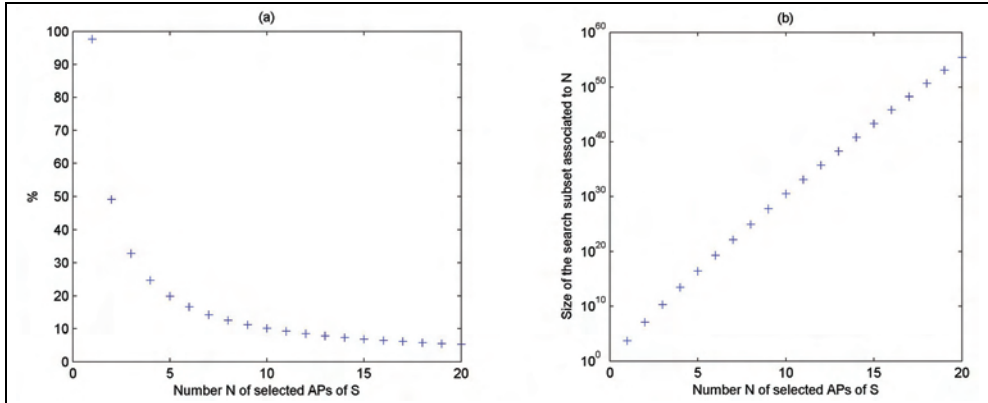 (a)
100
90
80
70
60
50
40
30
20
10
0
%
0 5 10 15 20
Number N of selected APs of S
(b)
10^60
10^50
10^40
10^30
10^20
10^10
10^0
Size of the search subset associated to N
0 5 10 15 20
Number N of selected APs of S